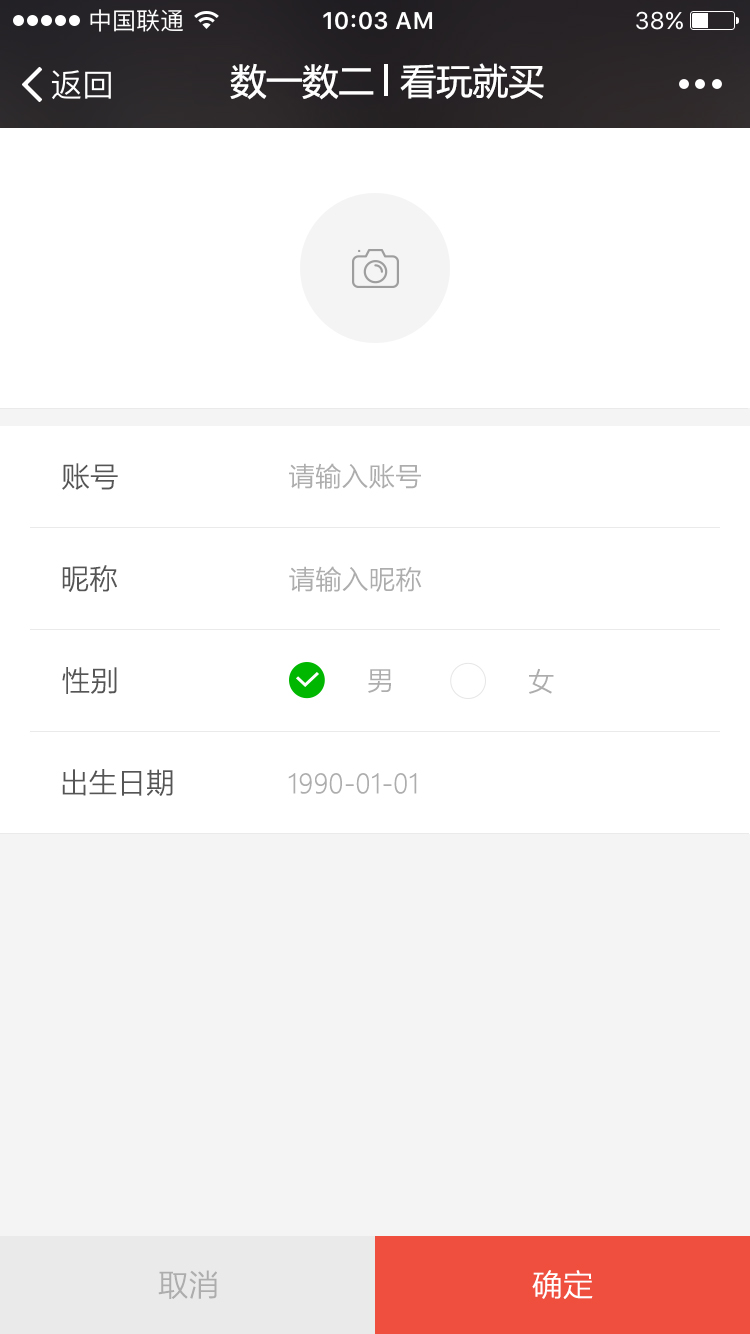 中国联通 10:03 AM 38%
返回 数一数二 | 看玩就买
账号 请输入账号
昵称 请输入昵称
性别 男 女
出生日期 1990-01-01
取消 确定